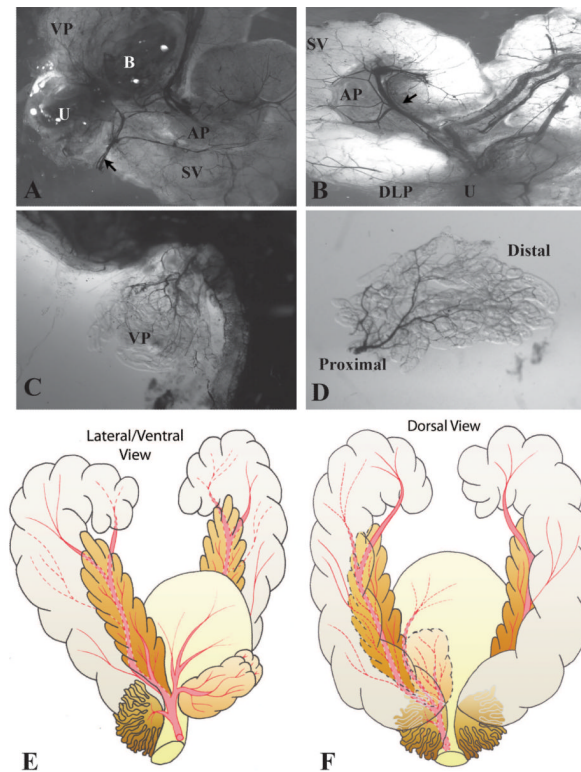 VP
B
U
AP
SV
A
SV
AP
DLP
U
B
VP
C
Distal
Proximal
D
Lateral/Ventral
View
E
Dorsal View
F